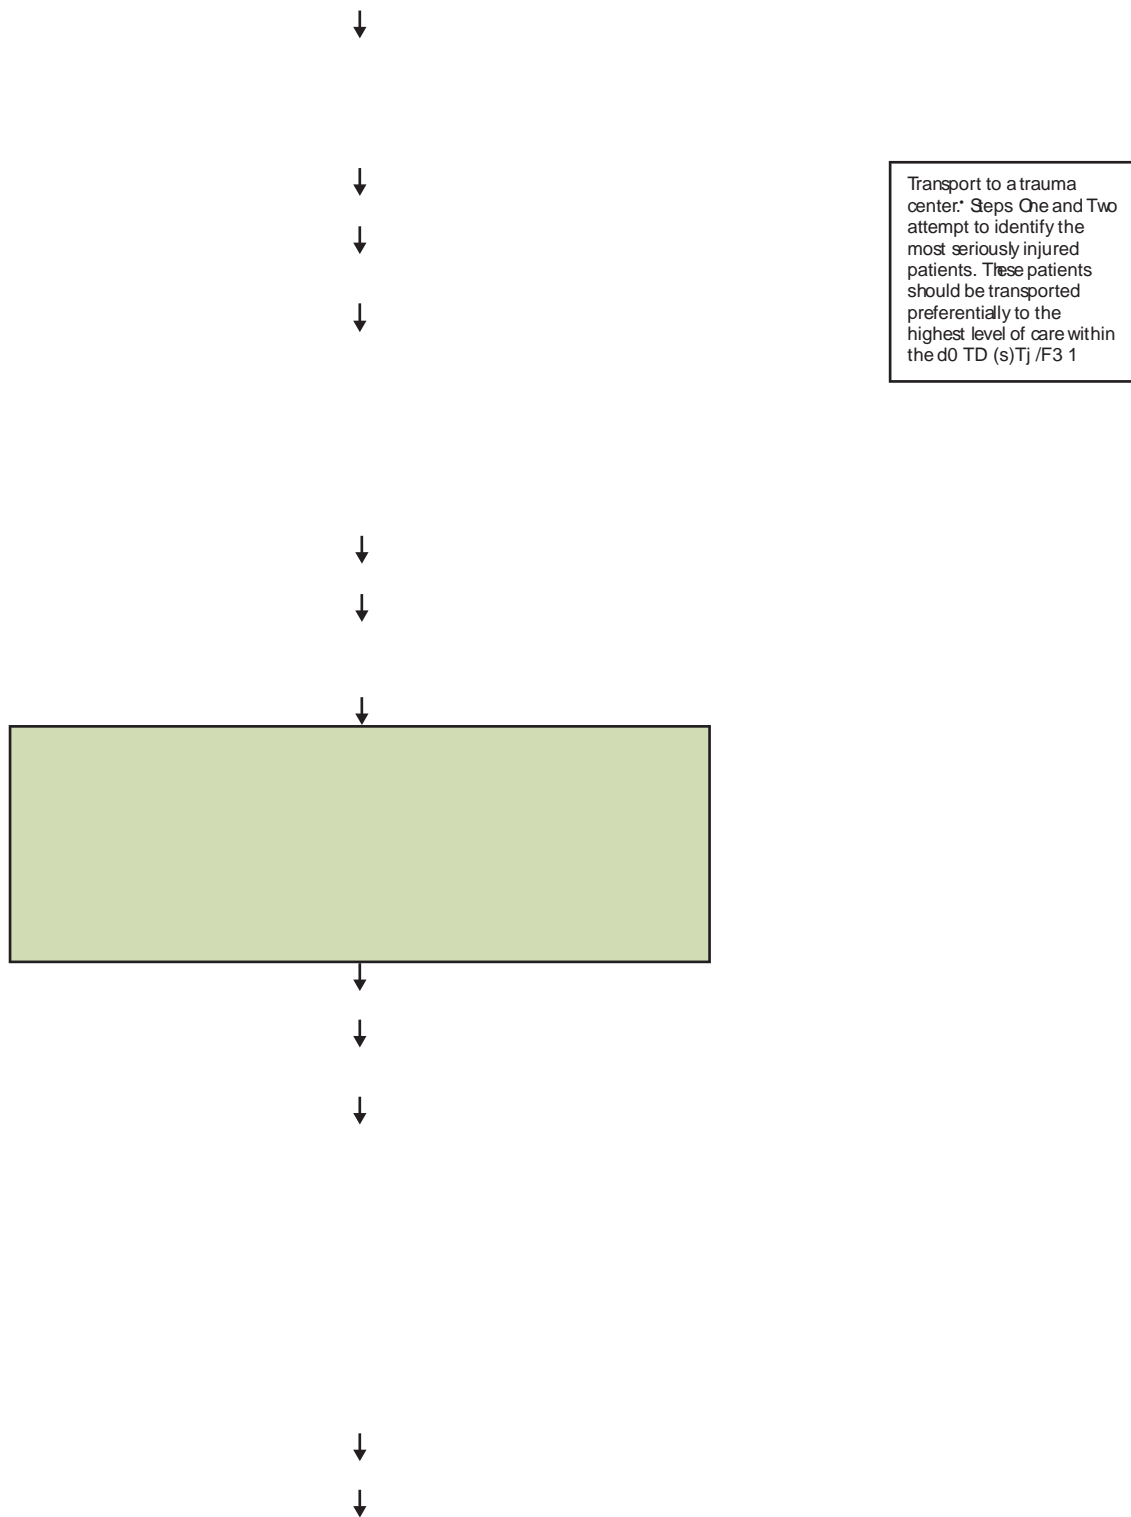 Transport to a trauma
center.* Steps One and Two
attempt to identify the
most seriously injured
patients. These patients
should be transported
preferentially to the
highest level of care within
the d0 TD (s)Tj /F3 1